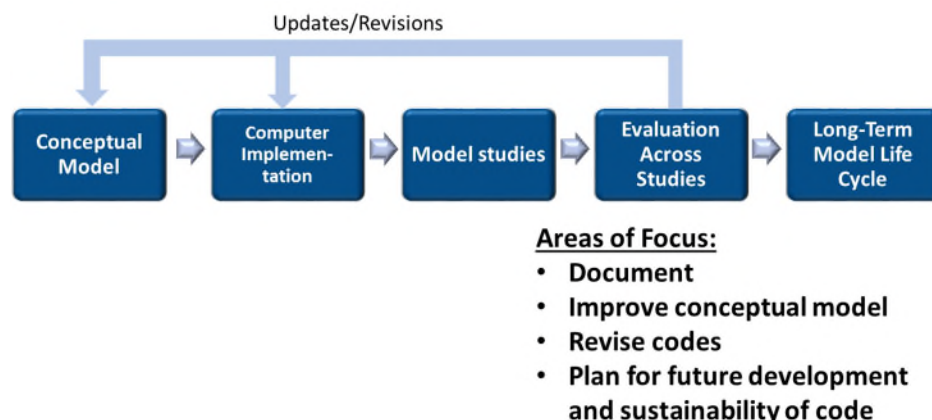 Updates/Revisions
Conceptual
Model
Computer
Implemen-
tation
Model studies
Evaluation
Across
Studies
Long-Term
Model Life
Cycle
Areas of Focus:
• Document
• Improve conceptual model
• Revise codes
• Plan for future development
and sustainability of code